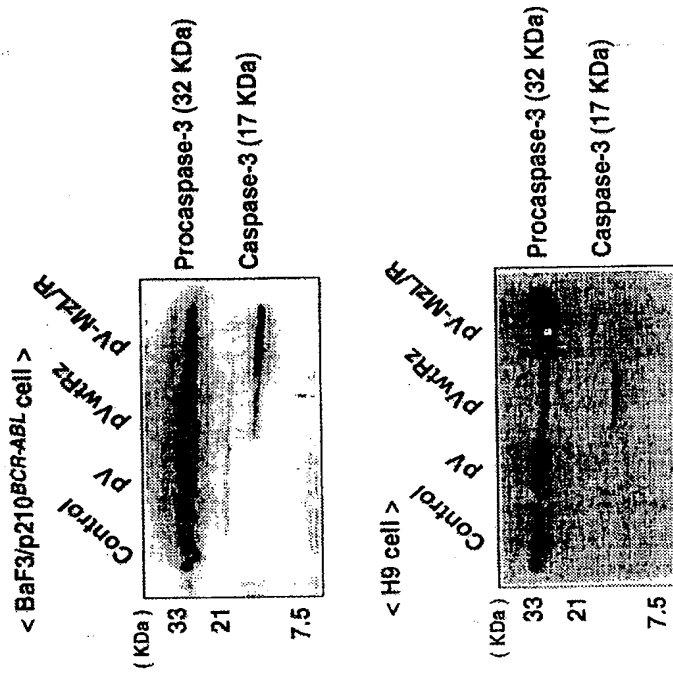 < BaF3/p210BCR-ABL cell >
Control pV pVwtRz pV-MzL/R
( KDa )
33 Procaspase-3 (32 KDa)
21 Caspase-3 (17 KDa)
7.5
< H9 cell >
Control pV pVwtRz pV-MzL/R
( KDa )
33 Procaspase-3 (32 KDa)
21 Caspase-3 (17 KDa)
7.5